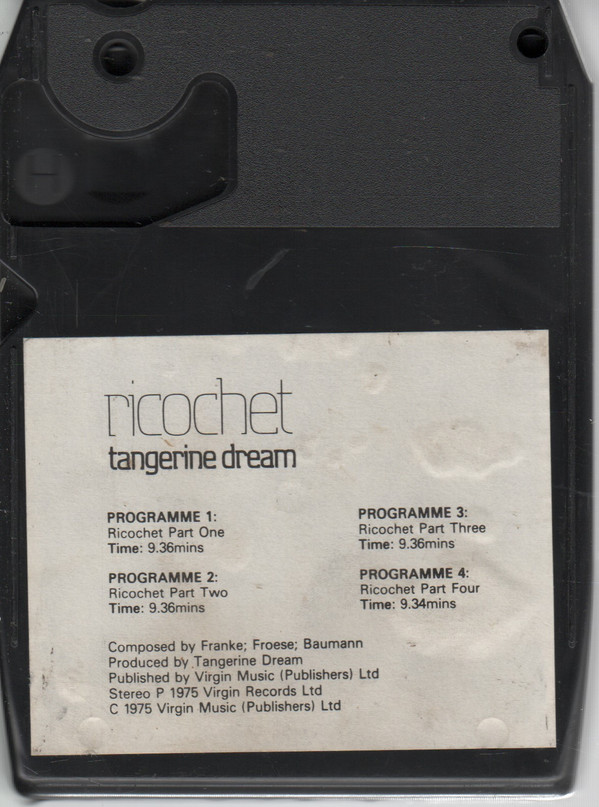 ricochet
tangerine dream
PROGRAMME 1:
Ricochet Part One
Time: 9.36mins
PROGRAMME 2:
Ricochet Part Two
Time: 9.36mins
PROGRAMME 3:
Ricochet Part Three
Time: 9.36mins
PROGRAMME 4:
Ricochet Part Four
Time: 9.34mins
Composed by Franke; Froese; Baumann
Produced by Tangerine Dream
Published by Virgin Music (Publishers) Ltd
Stereo P 1975 Virgin Records Ltd
C 1975 Virgin Music (Publishers) Ltd